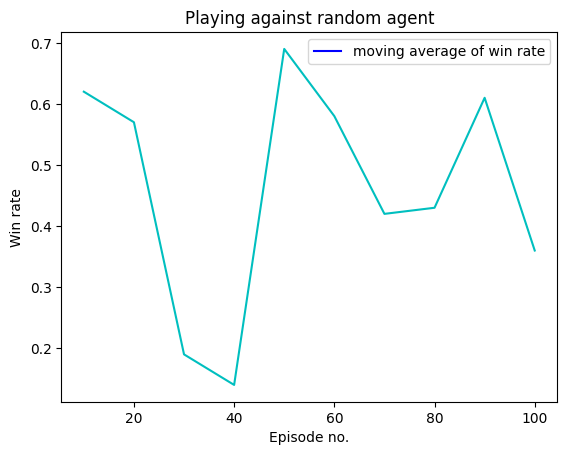 Playing against random agent
moving average of win rate
Win rate
0.7
0.6
0.5
0.4
0.3
0.2
20
40
60
80
100
Episode no.